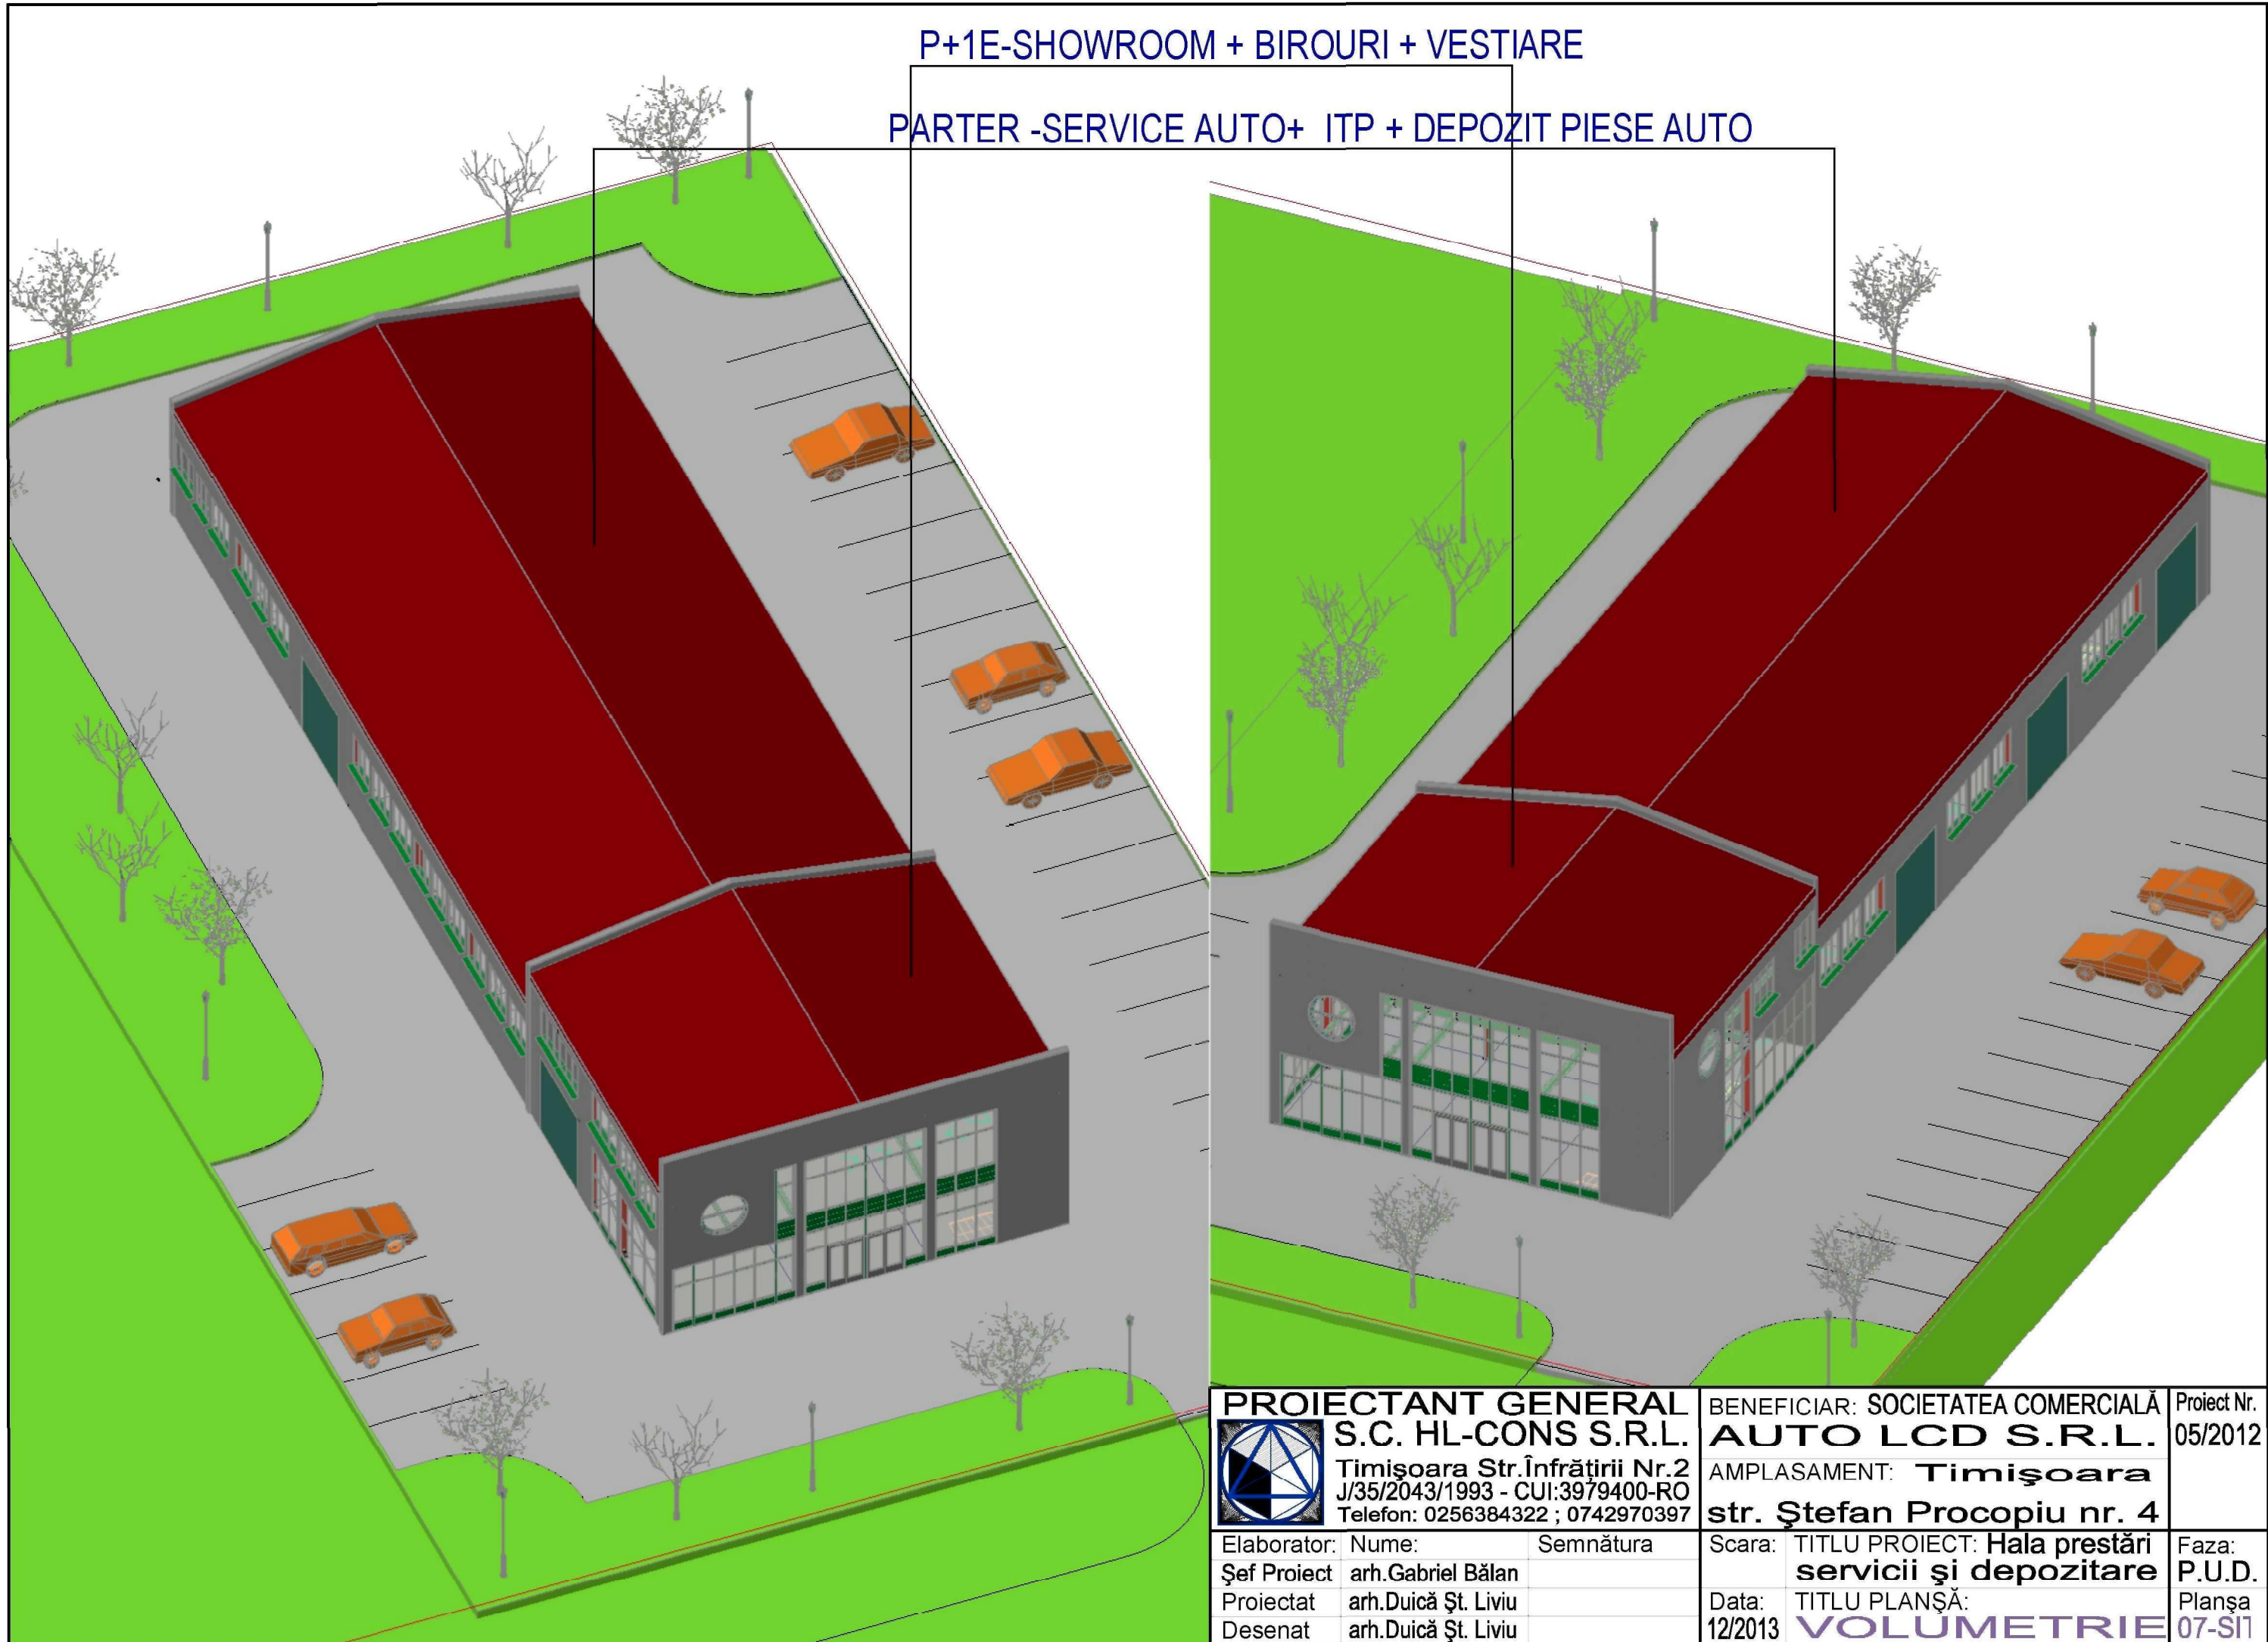 P+1E-SHOWROOM + BIROURI + VESTIARE
PARTER -SERVICE AUTO+ ITP + DEPOZIT PIESE AUTO
PROIECTANT GENERAL
S.C. HL-CONS S.R.L.
Timişoara Str.Înfrăţirii Nr.2
J/35/2043/1993 - CUI:3979400-RO
Telefon: 0256384322 ; 0742970397
BENEFICIAR: SOCIETATEA COMERCIALĂ
AUTO LCD S.R.L.
AMPLASAMENT: Timişoara
str. Ştefan Procopiu nr. 4
Proiect Nr.
05/2012
Elaborator: Nume: Semnătura
Şef Proiect arh.Gabriel Bălan
Proiectat arh.Duică Şt. Liviu
Desenat arh.Duică Şt. Liviu
Scara: TITLU PROIECT: Hala prestări
servicii şi depozitare
Faza:
P.U.D.
Data: TITLU PLANŞĂ:
12/2013 VOLUMETRIE
Planşa
07-SIT